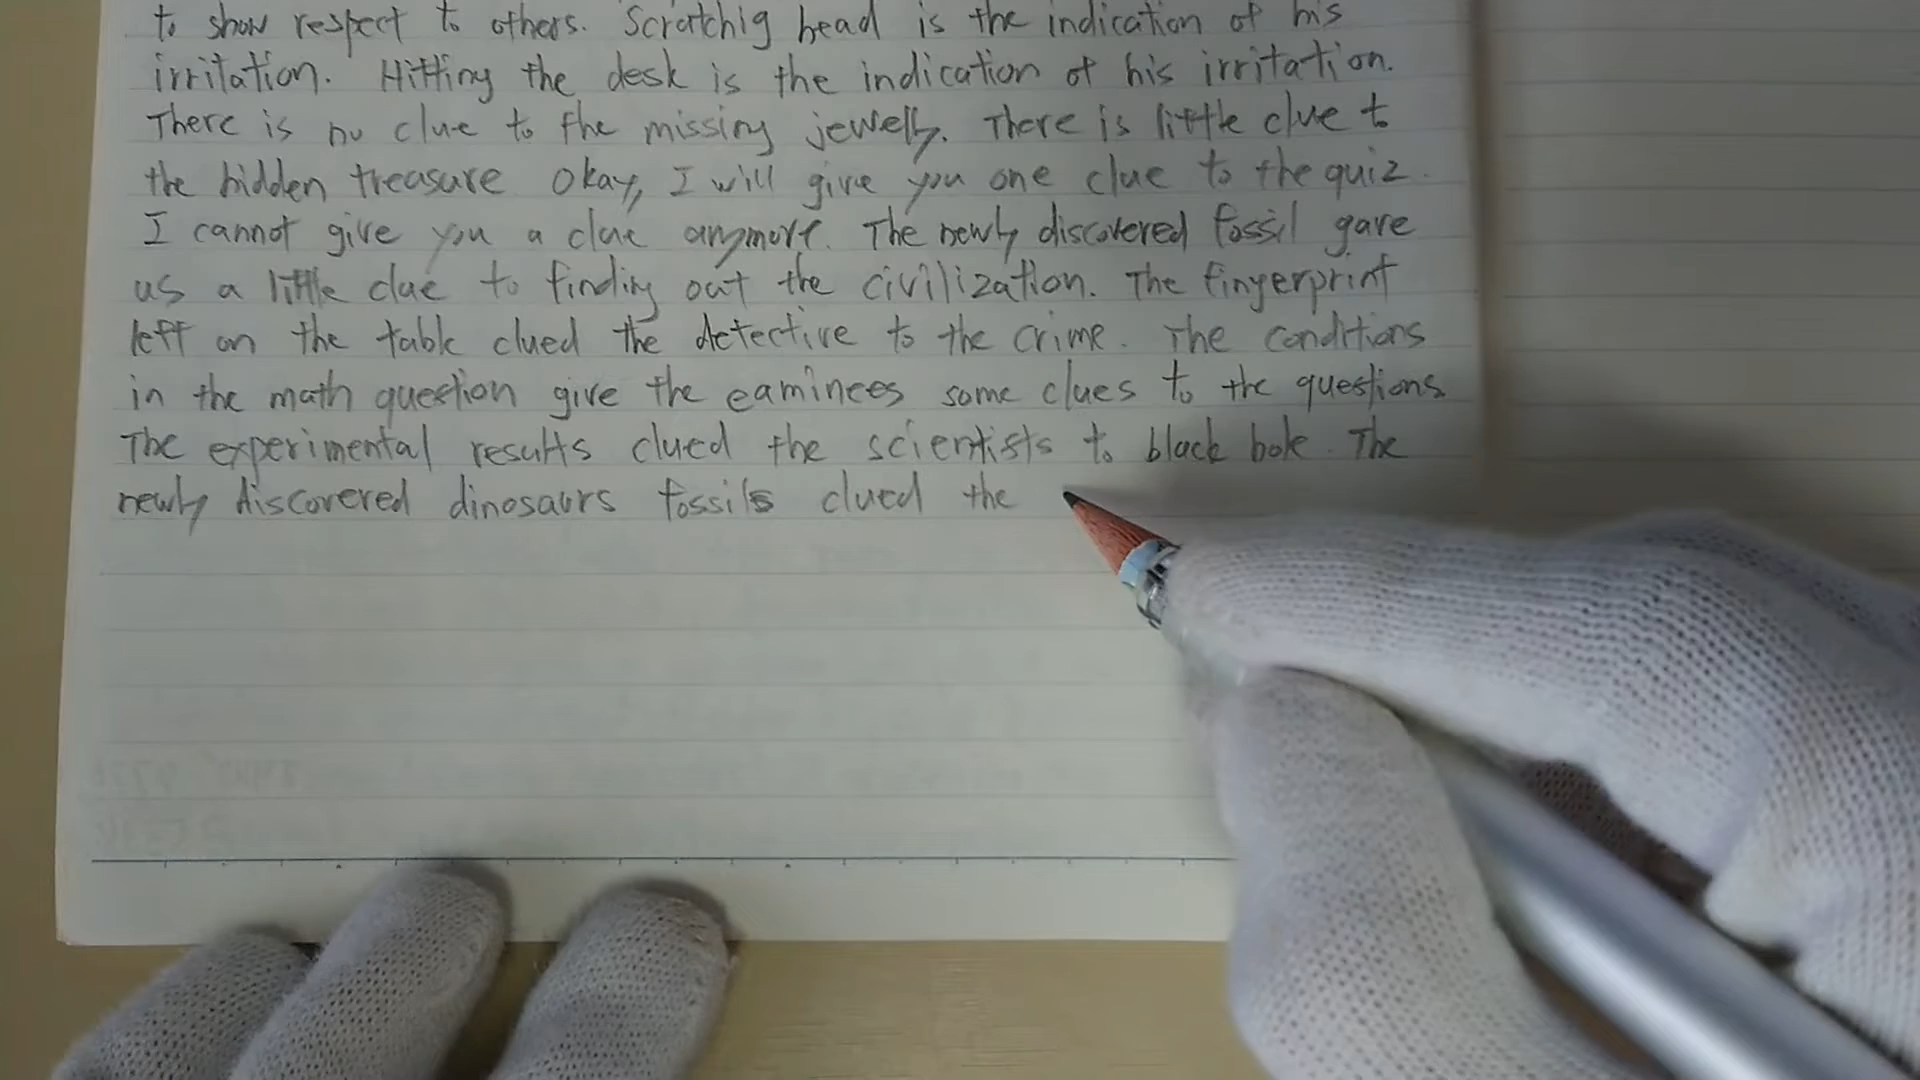 to show respect to others. Scratchig head is the indication of his
irritation. Hitting the desk is the indication of his irritation.
There is no clue to the missing jewelly. There is little clue to
the hidden treasure Okay, I will give you one clue to the quiz.
I cannot give you a clue anymore. The newly discovered fossil gave
us a little clue to finding out the civilization. The fingerprint
left on the table clued the detective to the crime. The conditions
in the math question give the eaminees some clues to the questions
The experimental results clued the scientists to black hole. The
newly discovered dinosaurs fossils clued the